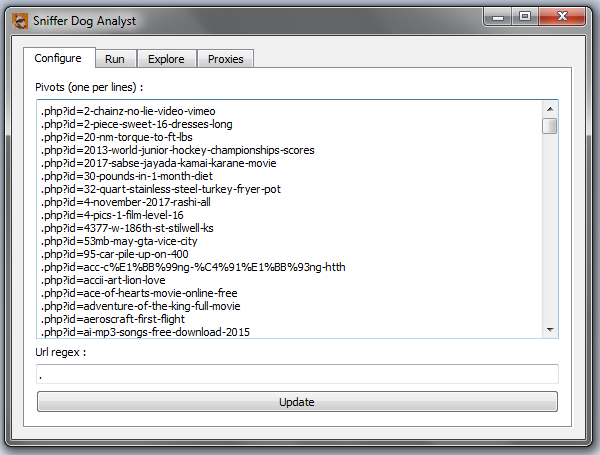 Sniffer Dog Analyst
Configure Run Explore Proxies
Pivots (one per lines) :
.php?id=2-chainz-no-lie-video-vimeo
.php?id=2-piece-sweet-16-dresses-long
.php?id=20-nm-torque-to-ft-lbs
.php?id=2013-world-junior-hockey-championships-scores
.php?id=2017-sabse-jayada-kamai-karane-movie
.php?id=30-pounds-in-1-month-diet
.php?id=32-quart-stainless-steel-turkey-fryer-pot
.php?id=4-november-2017-rashi-all
.php?id=4-pics-1-film-level-16
.php?id=4377-w-186th-st-stilwell-ks
.php?id=53mb-may-gta-vice-city
.php?id=95-car-pile-up-on-400
.php?id=acc-c%E1%BB%99ng-%C4%91%E1%BB%93ng-htth
.php?id=accii-art-lion-love
.php?id=ace-of-hearts-movie-online-free
.php?id=adventure-of-the-king-full-movie
.php?id=aeroscraft-first-flight
.php?id=ai-mp3-songs-free-download-2015
Url regex :
.
Update